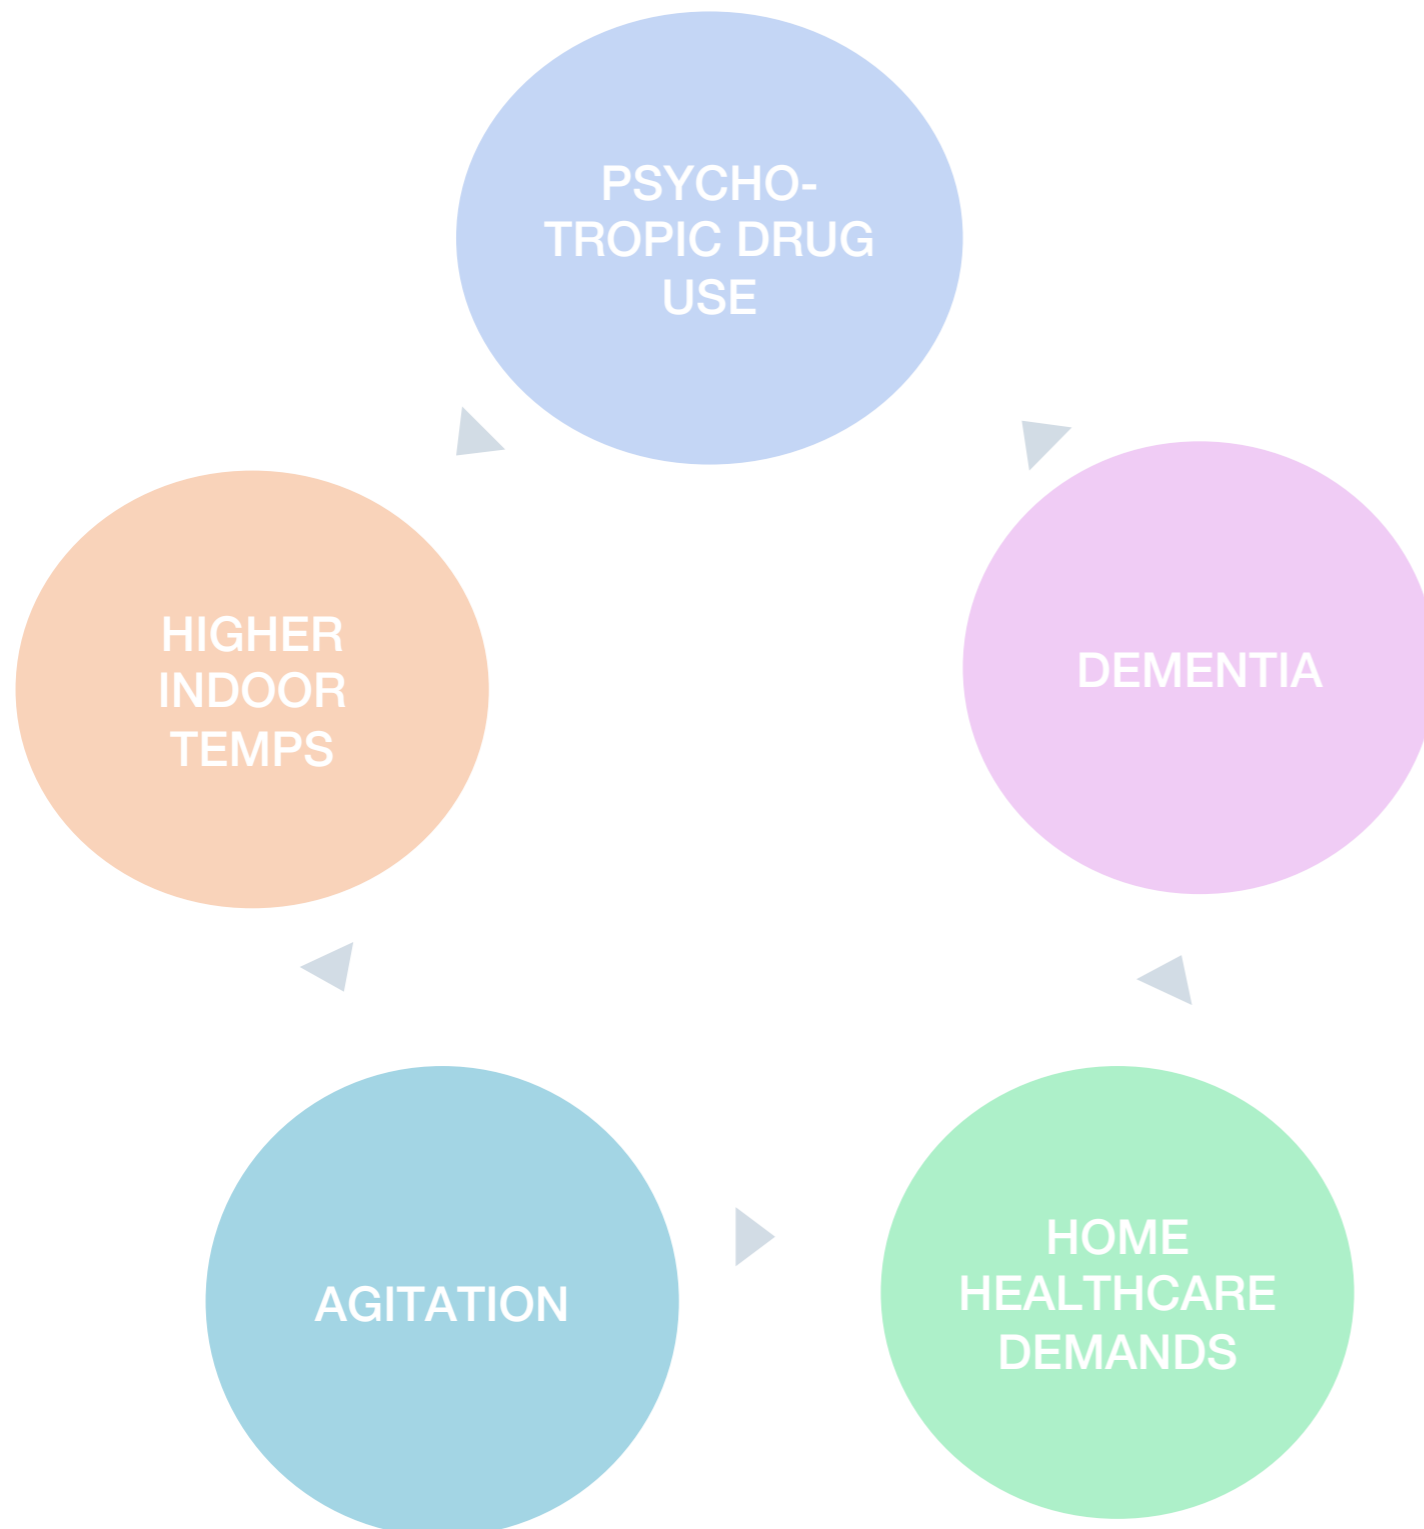 PSYCHO-
TROPIC DRUG
USE
HIGHER
INDOOR
TEMPS
DEMENTIA
AGITATION
HOME
HEALTHCARE
DEMANDS